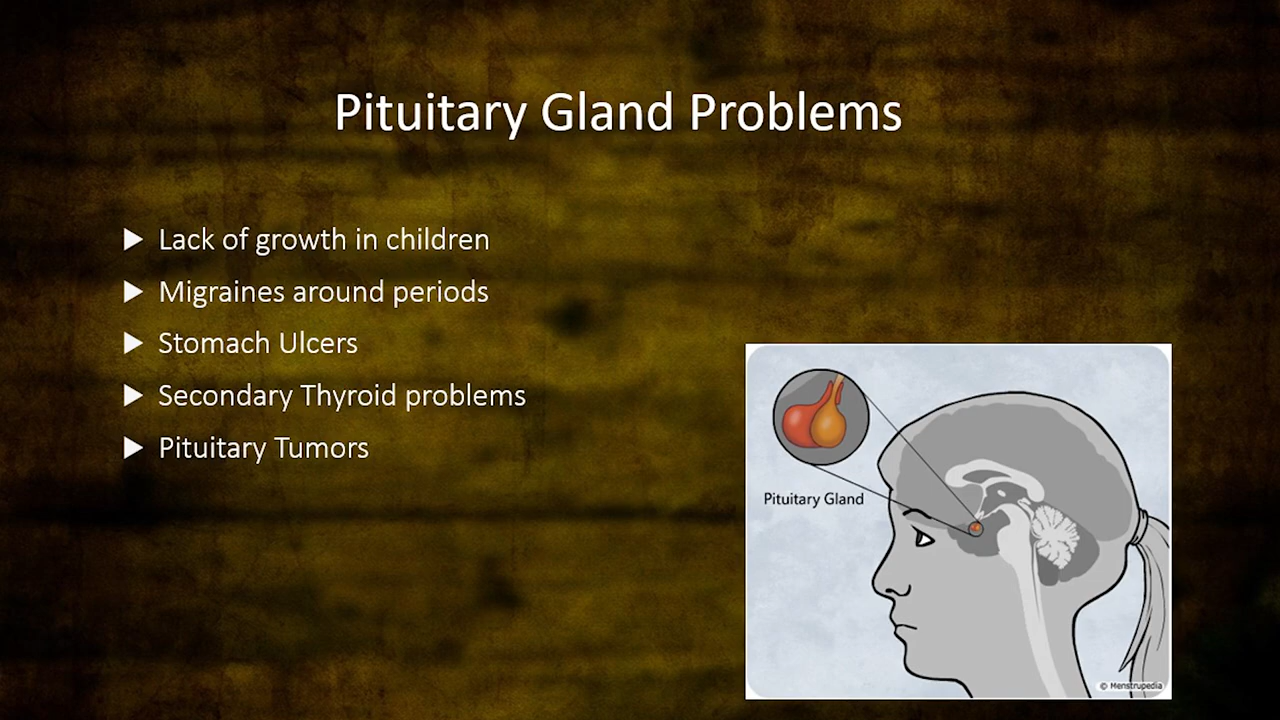 Pituitary Gland Problems
Lack of growth in children
Migraines around periods
Stomach Ulcers
Secondary Thyroid problems
Pituitary Tumors
Pituitary Gland
© Menstrupedia